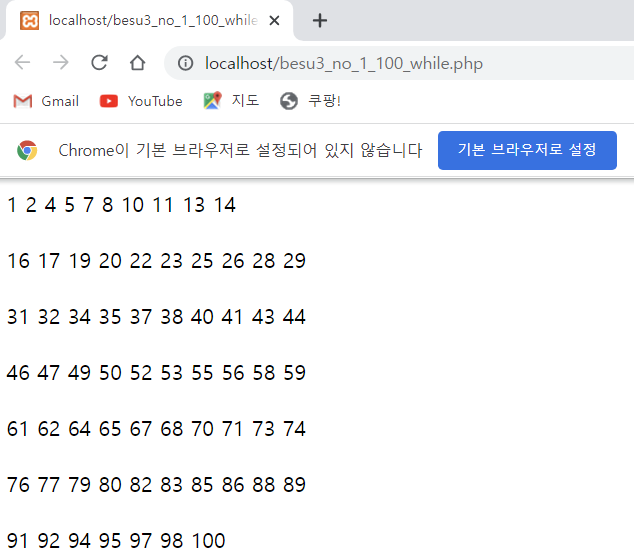 localhost/besu3_no_1_100_while
localhost/besu3_no_1_100_while.php
Gmail YouTube 지도 쿠팡!
Chrome이 기본 브라우저로 설정되어 있지 않습니다 기본 브라우저로 설정
1 2 4 5 7 8 10 11 13 14
16 17 19 20 22 23 25 26 28 29
31 32 34 35 37 38 40 41 43 44
46 47 49 50 52 53 55 56 58 59
61 62 64 65 67 68 70 71 73 74
76 77 79 80 82 83 85 86 88 89
91 92 94 95 97 98 100